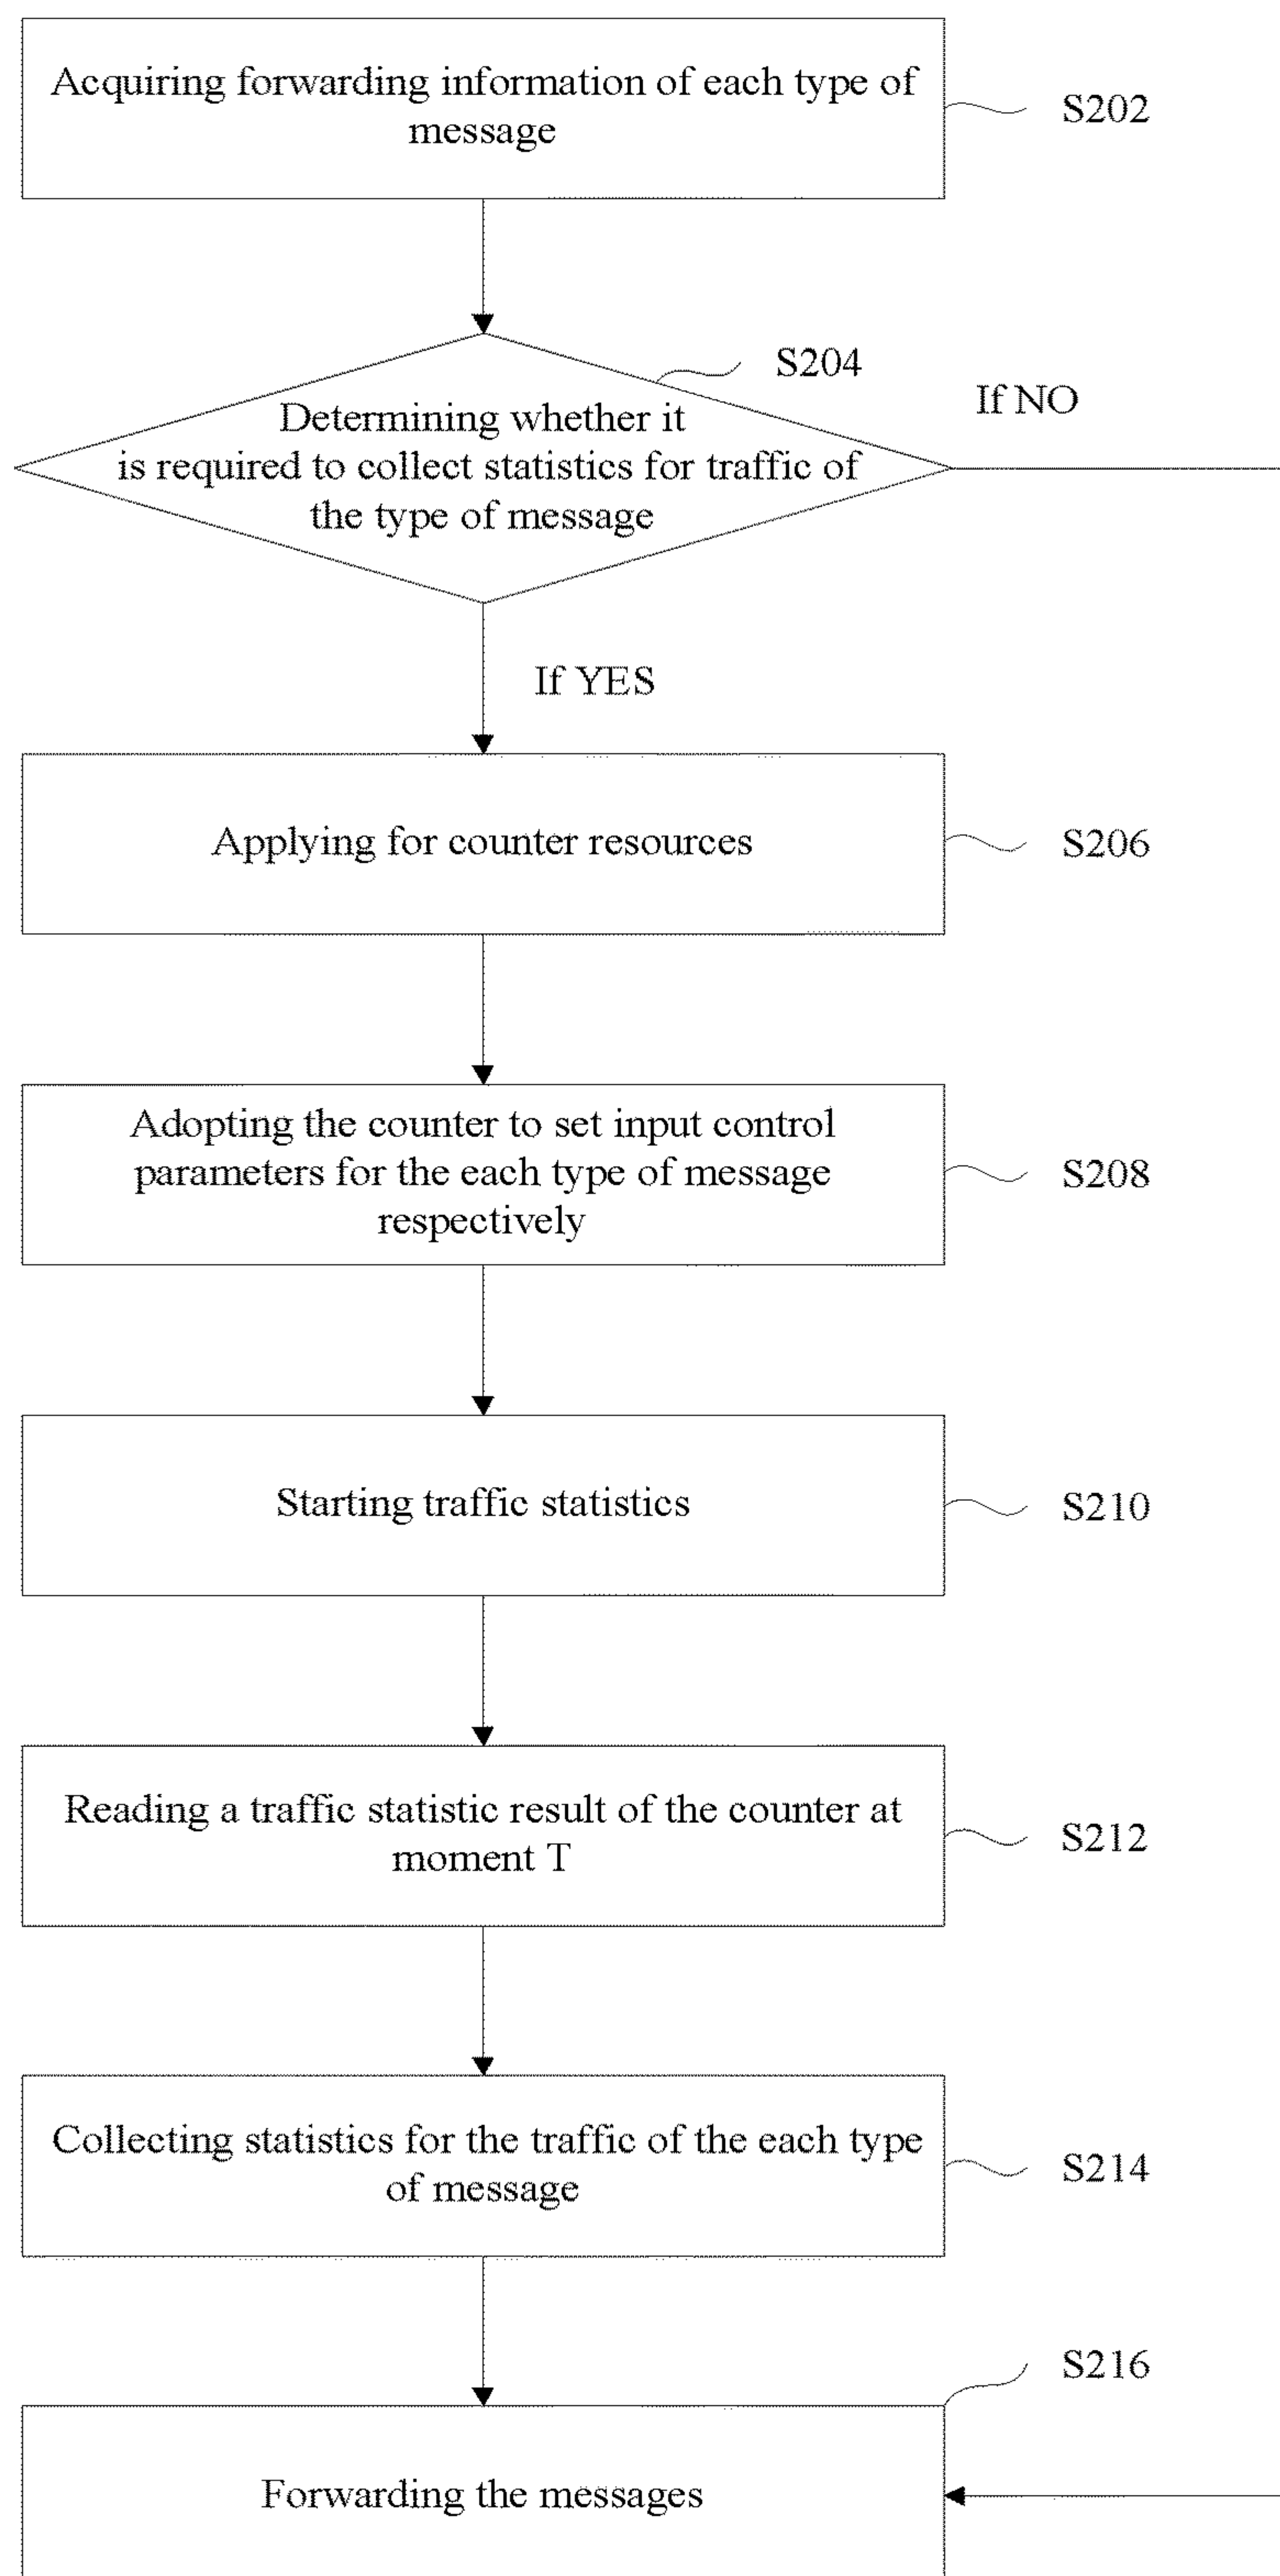 Acquiring forwarding information of each type of
message
S202
S204
If NO
Determining whether it
is required to collect statistics for traffic of
the type of message
If YES
Applying for counter resources
S206
Adopting the counter to set input control
parameters for the each type of message
respectively
S208
Starting traffic statistics
S210
Reading a traffic statistic result of the counter at
moment T
S212
Collecting statistics for the traffic of the each type
of message
S214
S216
Forwarding the messages